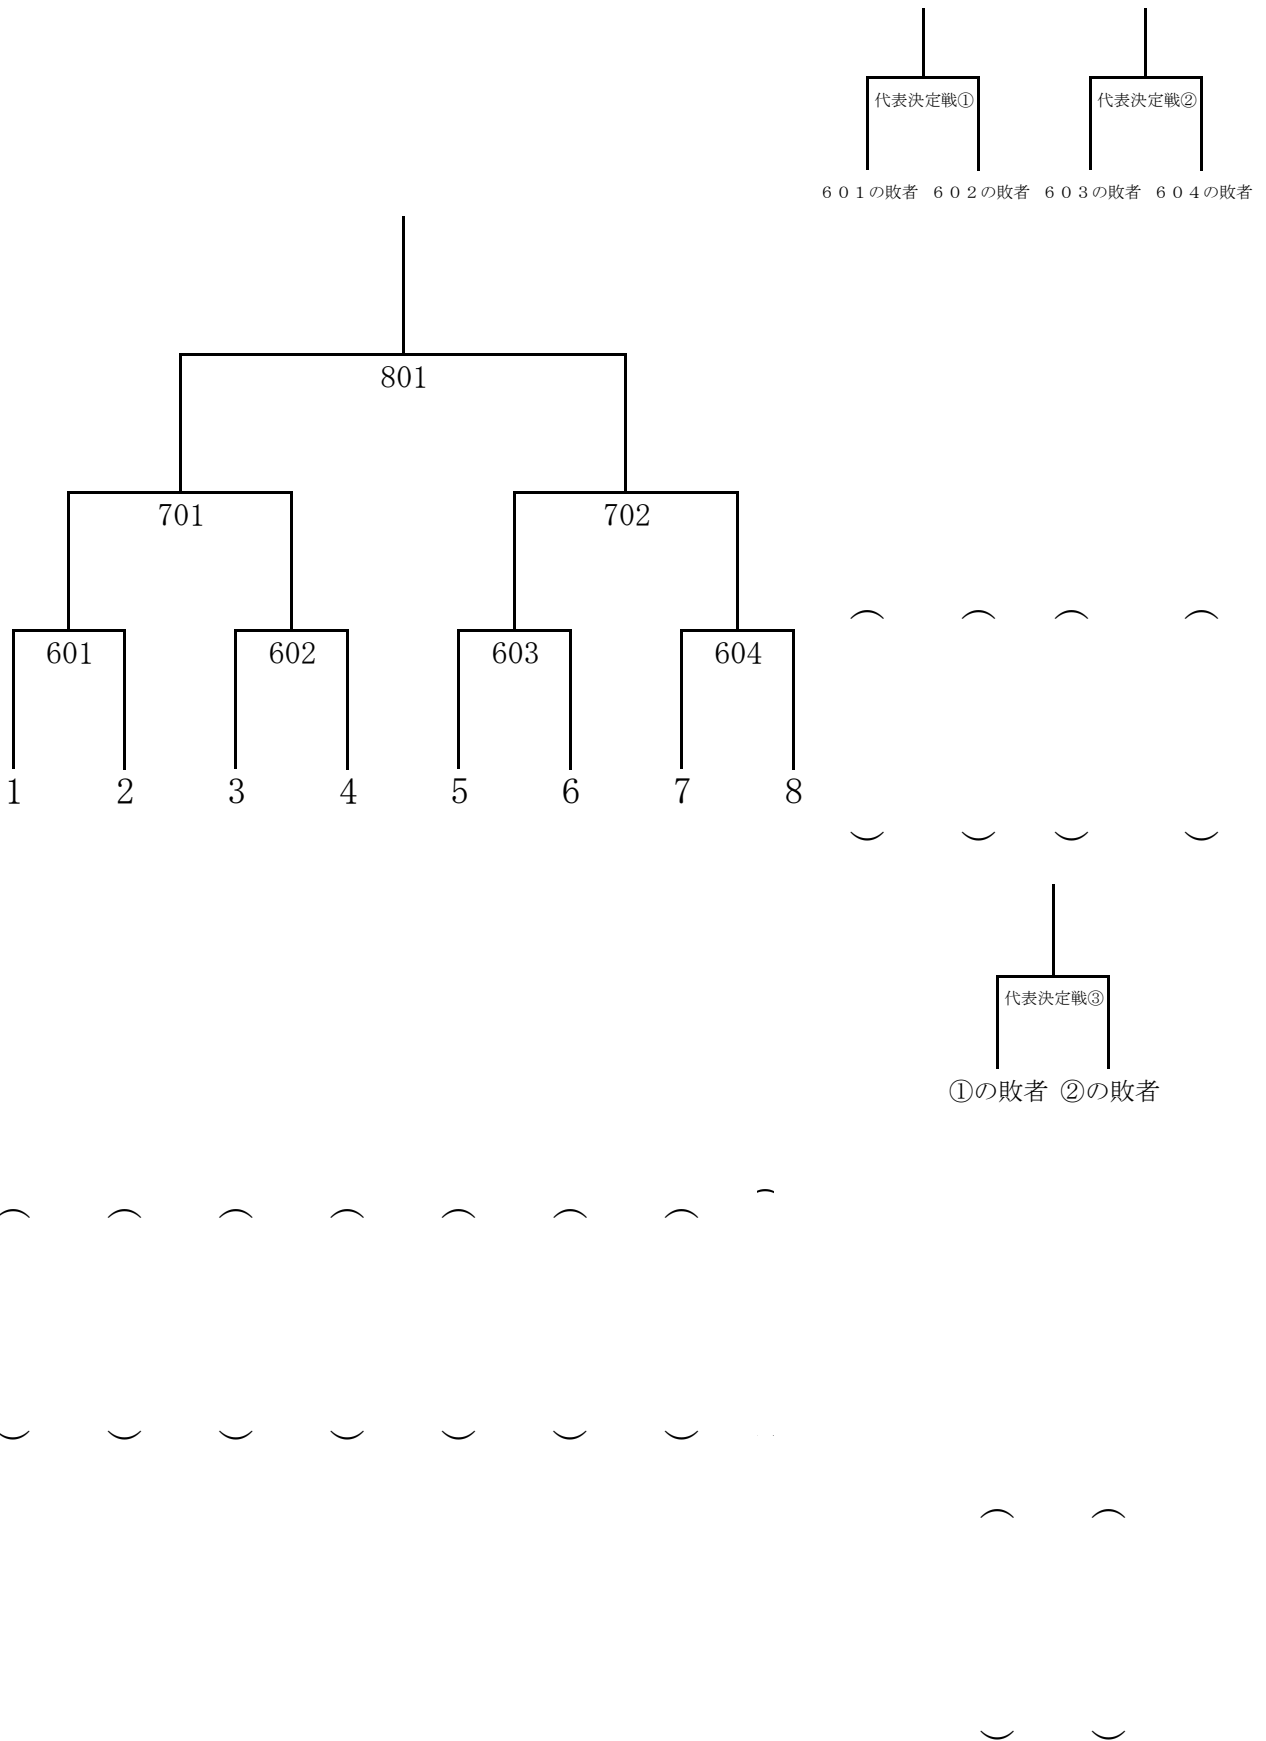 代表決定戦① 代表決定戦②
６０１の敗者 ６０２の敗者 ６０３の敗者 ６０４の敗者
801
701 702
601 602 603 604
1 2 3 4 5 6 7 8
代表決定戦③
①の敗者 ②の敗者